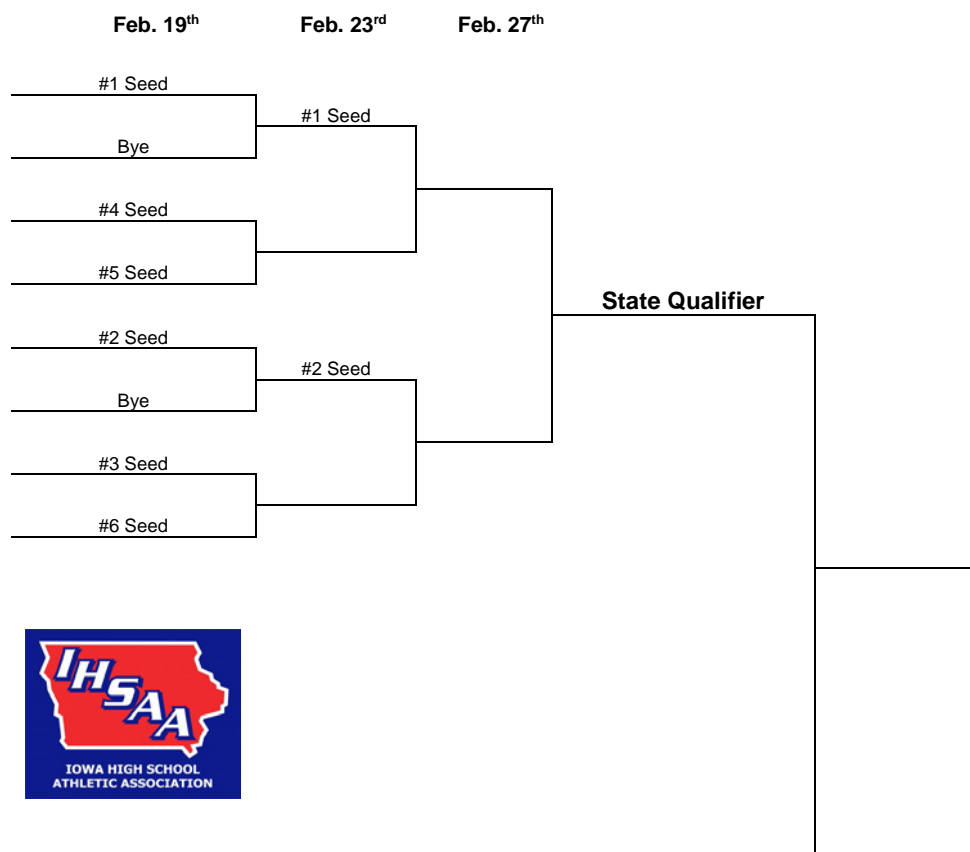 Feb. 19th Feb. 23rd Feb. 27th
#1 Seed
#1 Seed
Bye
#4 Seed
#5 Seed
State Qualifier
#2 Seed
#2 Seed
Bye
#3 Seed
#6 Seed
IHSAA
IOWA HIGH SCHOOL
ATHLETIC ASSOCIATION